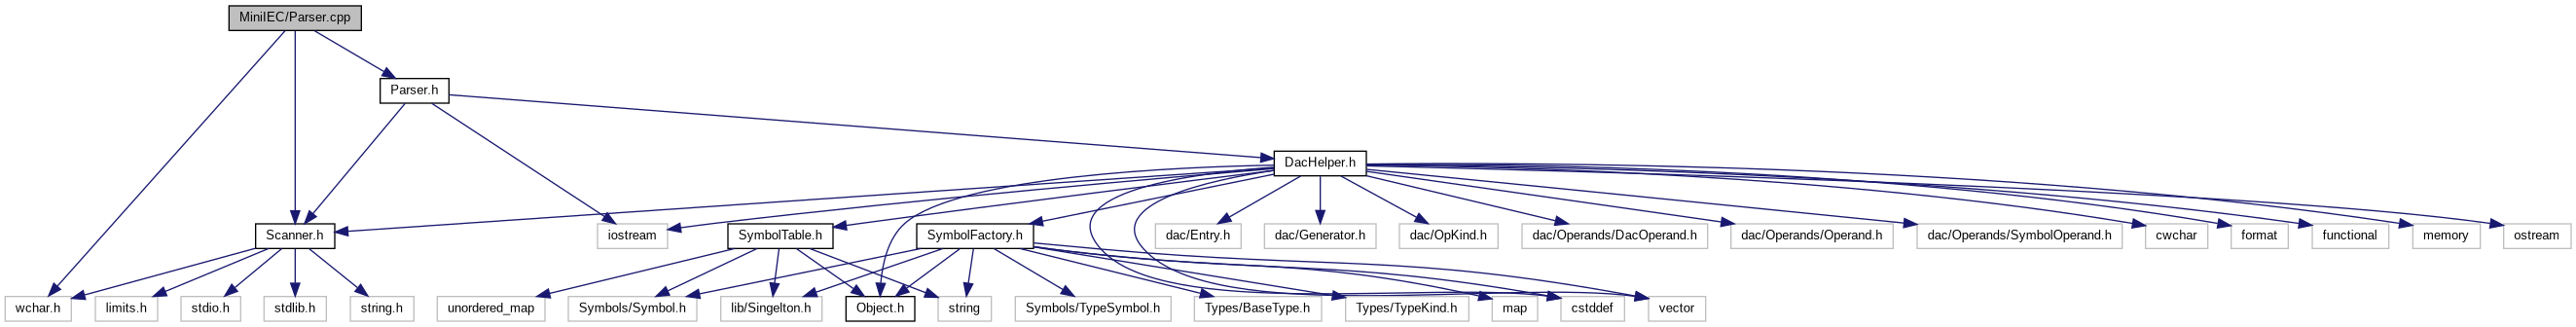 MiniIEC/Parser.cpp
Parser.h
DacHelper.h
Scanner.h
iostream
SymbolTable.h
SymbolFactory.h
dac/Entry.h
dac/Generator.h
dac/OpKind.h
dac/Operands/DacOperand.h
dac/Operands/Operand.h
dac/Operands/SymbolOperand.h
cwchar
format
functional
memory
ostream
wchar.h
limits.h
stdio.h
stdlib.h
string.h
unordered_map
Symbols/Symbol.h
lib/Singelton.h
Object.h
string
Symbols/TypeSymbol.h
Types/BaseType.h
Types/TypeKind.h
map
cstddef
vector